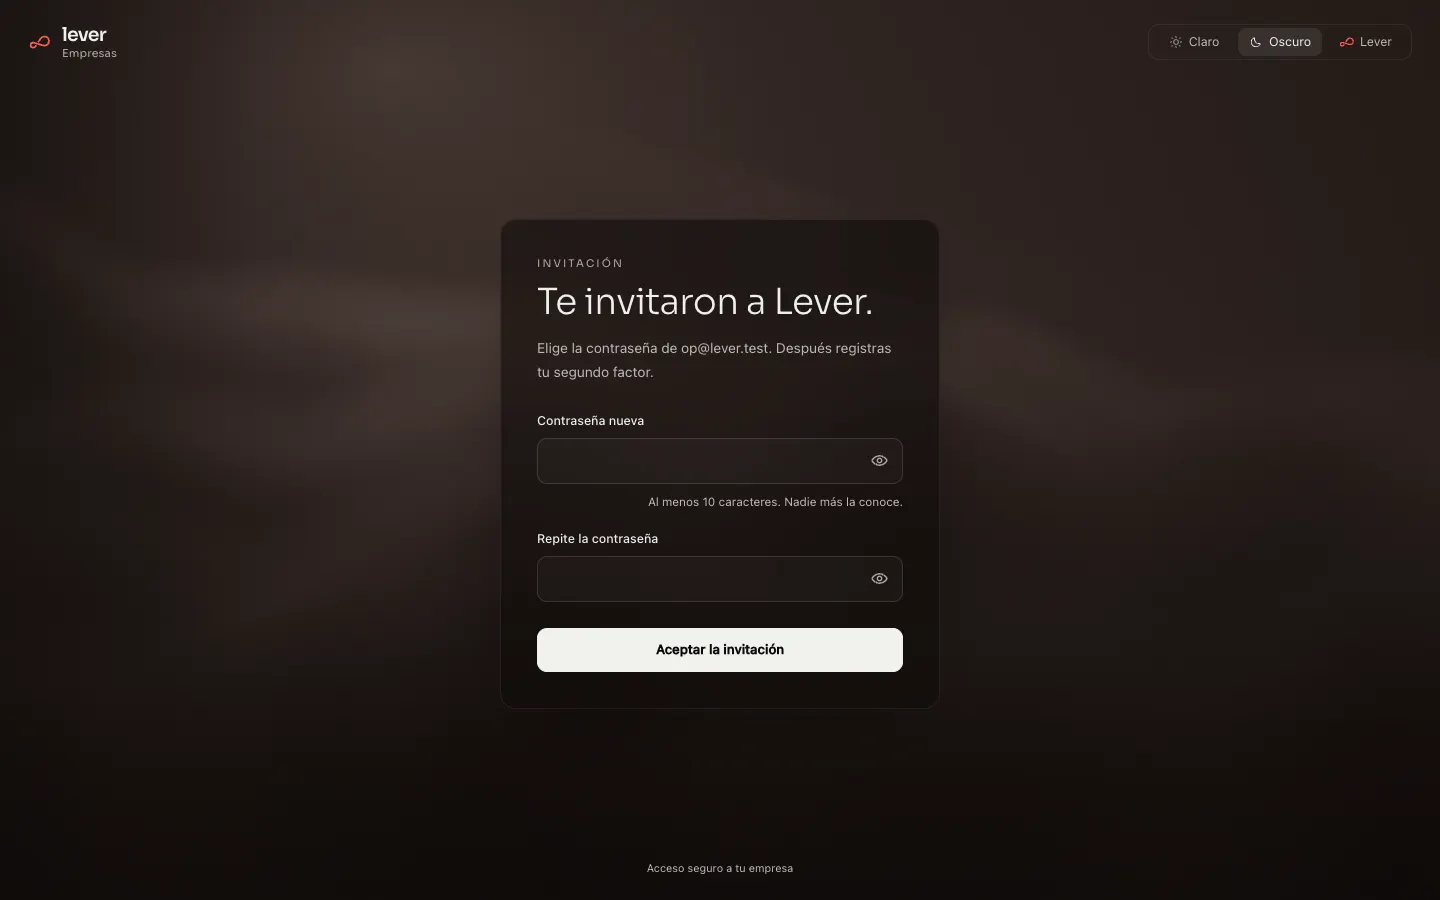 lever
Empresas
Claro
Oscuro
Lever
INVITACIÓN
Te invitaron a Lever.
Elige la contraseña de op@lever.test. Después registras
tu segundo factor.
Contraseña nueva
Al menos 10 caracteres. Nadie más la conoce.
Repite la contraseña
Aceptar la invitación
Acceso seguro a tu empresa